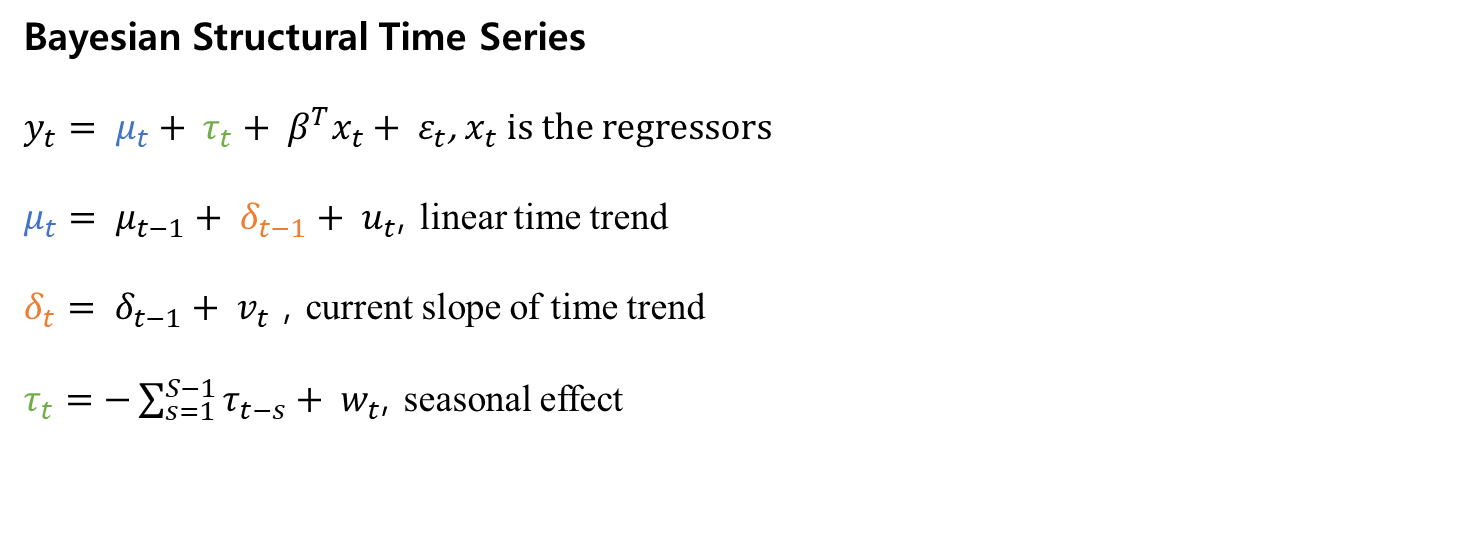 Bayesian Structural Time Series
𝑦ₜ = 𝜇ₜ + 𝜏ₜ + 𝛽ᵀ𝑥ₜ + 𝜀ₜ, 𝑥ₜ is the regressors
𝜇ₜ = 𝜇ₜ₋₁ + 𝛿ₜ₋₁ + 𝑢ₜ, linear time trend
𝛿ₜ = 𝛿ₜ₋₁ + 𝑣ₜ , current slope of time trend
𝜏ₜ = − ∑_{s=1}^{S−1} 𝜏ₜ₋ₛ + 𝑤ₜ, seasonal effect